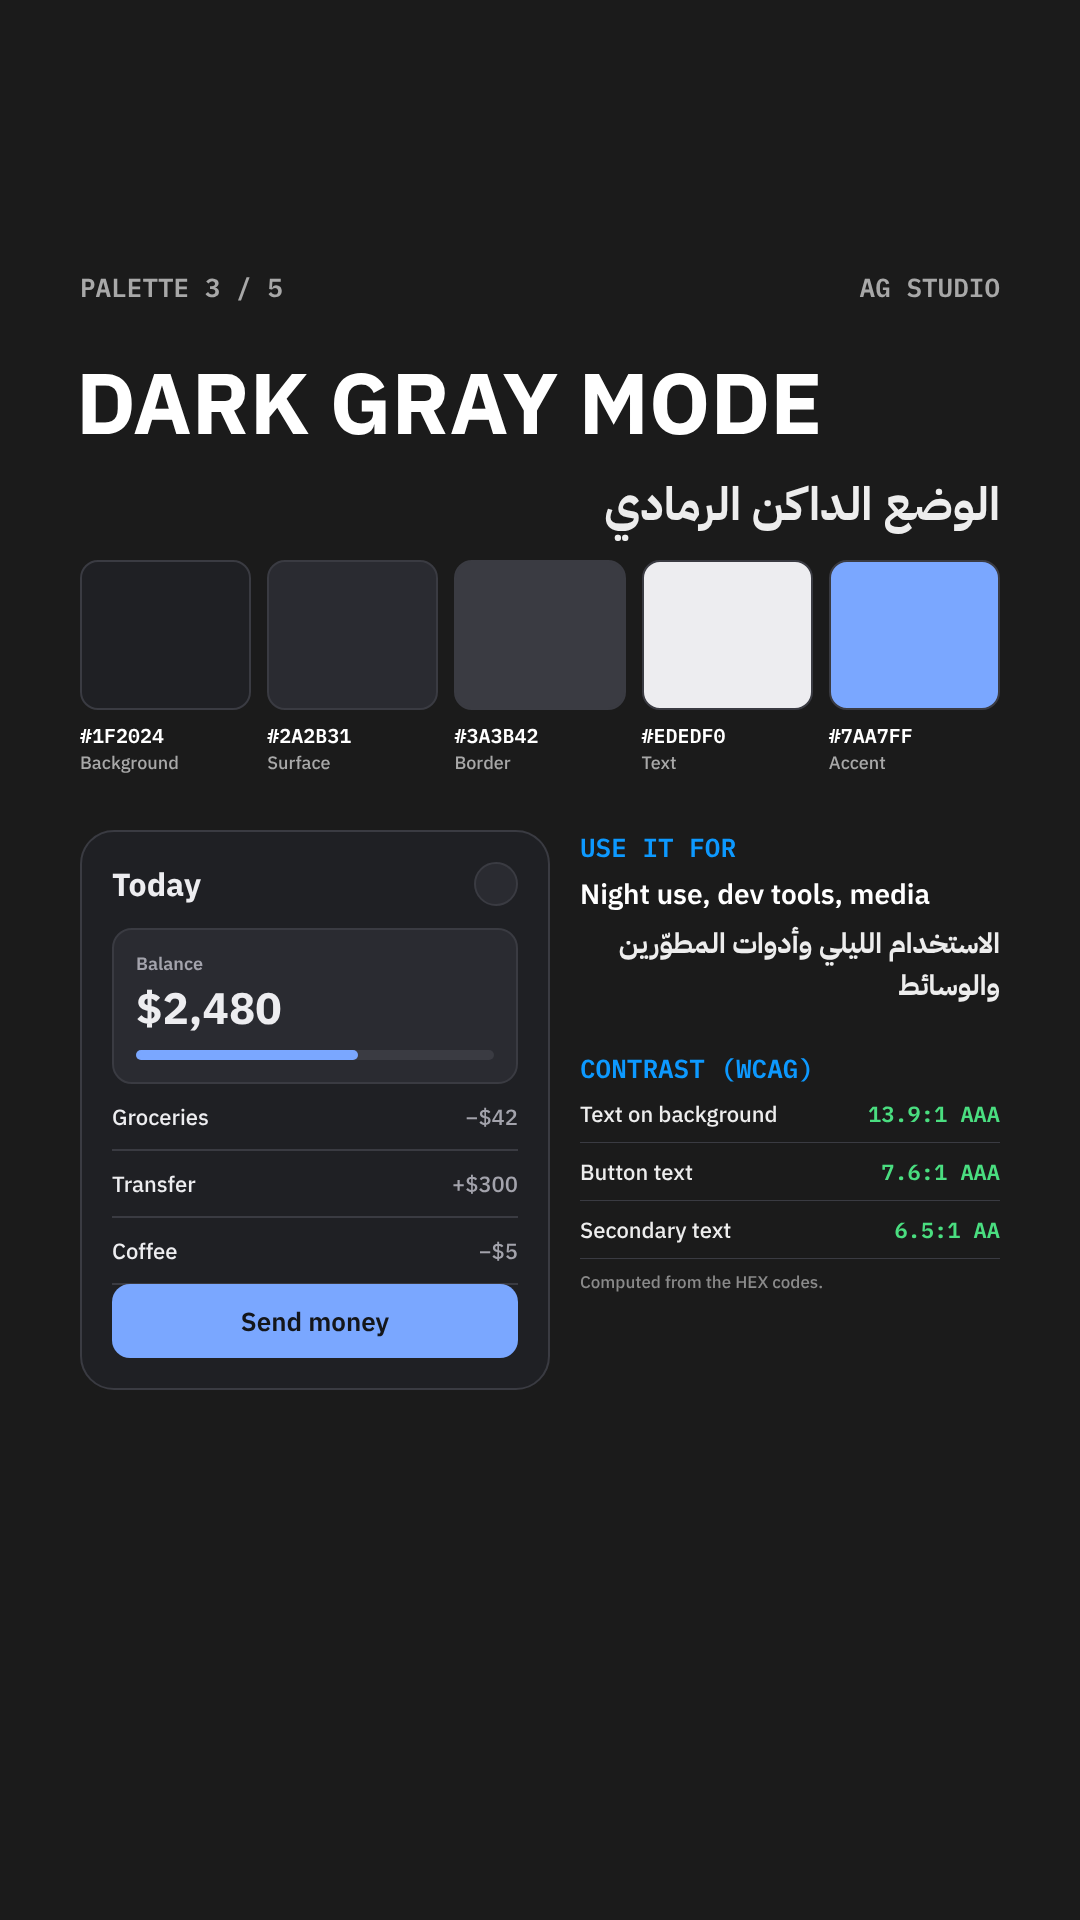 PALETTE 3 / 5
AG STUDIO
DARK GRAY MODE
الوضع الداكن الرمادي
#1F2024
#2A2B31
#3A3B42
#EDEDF0
#7AA7FF
Background
Surface
Border
Text
Accent
Today
Balance
$2,480
Groceries −$42
Transfer +$300
Coffee −$5
Send money
USE IT FOR
Night use, dev tools, media
الاستخدام الليلي وأدوات المطوّرين
والوسائط
CONTRAST (WCAG)
Text on background 13.9:1 AAA
Button text 7.6:1 AAA
Secondary text 6.5:1 AA
Computed from the HEX codes.